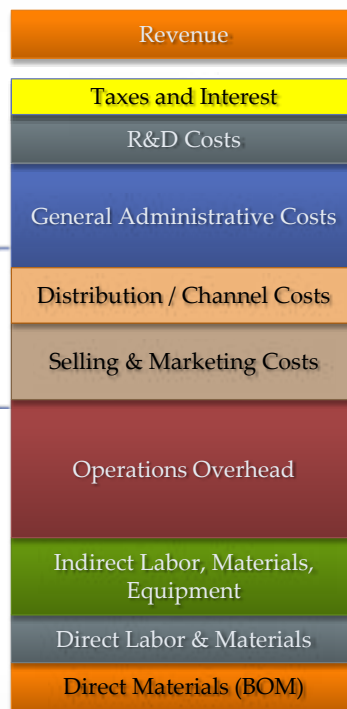 Revenue
Taxes and Interest
R&D Costs
General Administrative Costs
Distribution / Channel Costs
Selling & Marketing Costs
Operations Overhead
Indirect Labor, Materials,
Equipment
Direct Labor & Materials
Direct Materials (BOM)